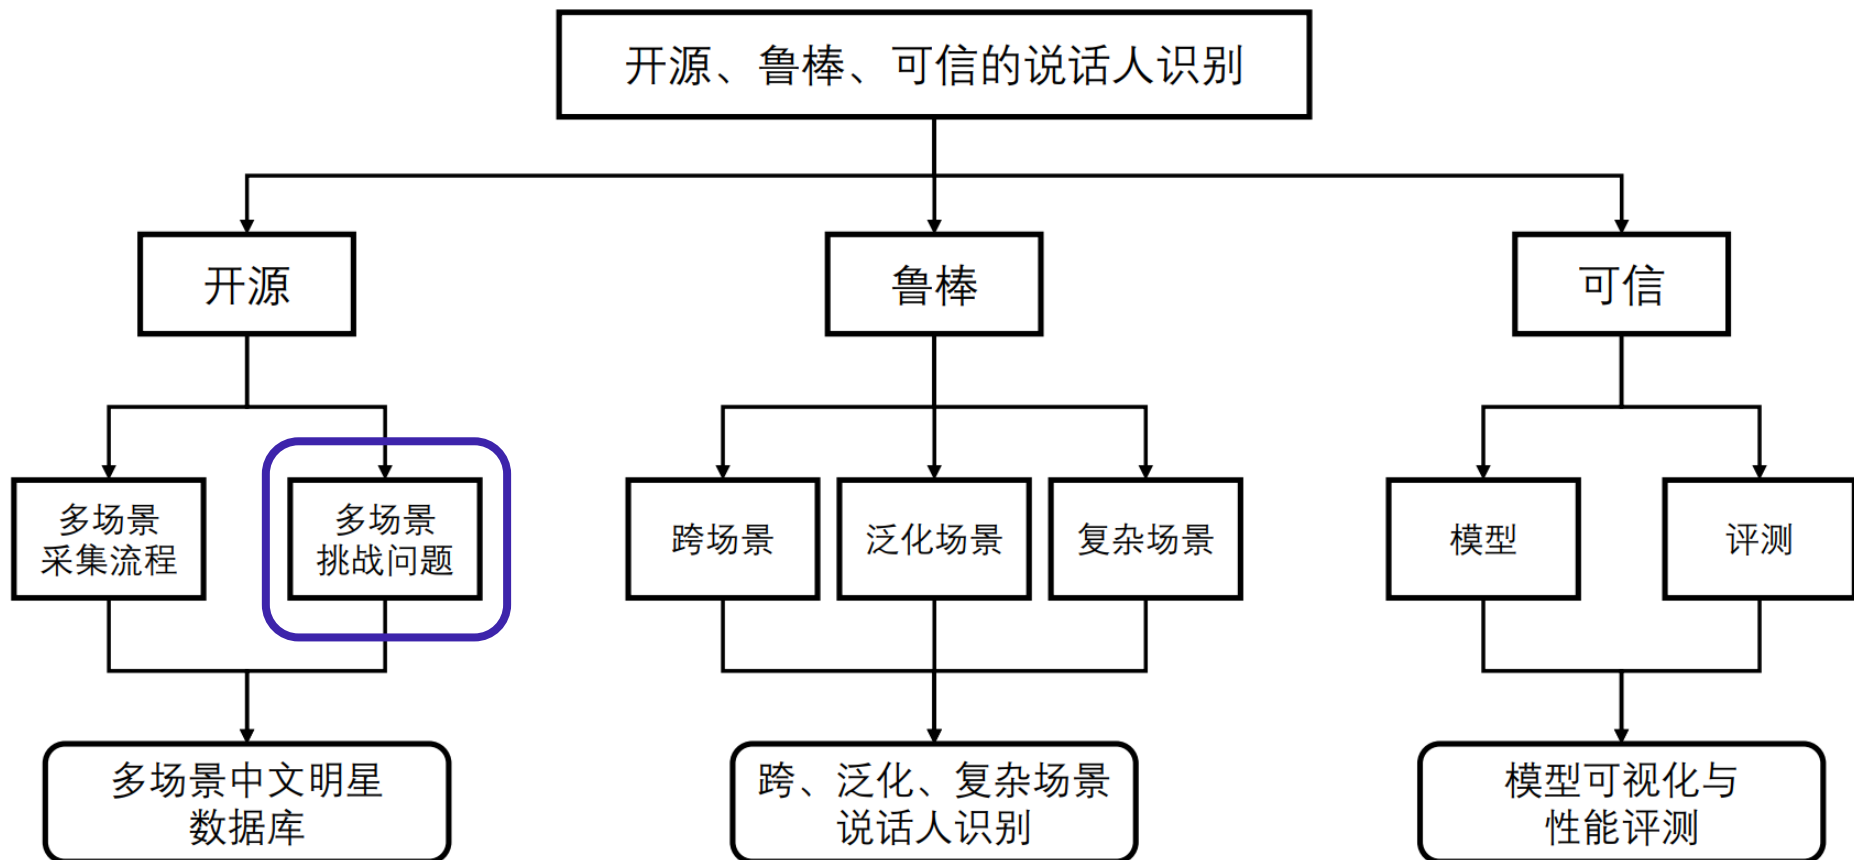 开源、鲁棒、可信的说话人识别
开源
鲁棒
可信
多场景
采集流程
多场景
挑战问题
跨场景
泛化场景
复杂场景
模型
评测
多场景中文明星
数据库
跨、泛化、复杂场景
说话人识别
模型可视化与
性能评测